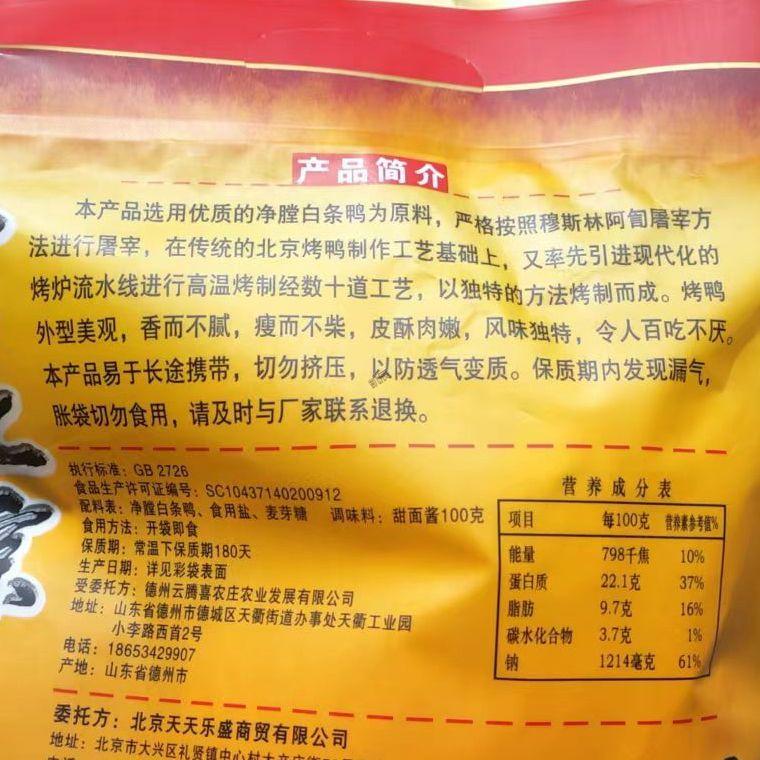 产品简介
本产品选用优质的净膛白条鸭为原料，严格按照穆斯林阿訇屠宰方
法进行屠宰，在传统的北京烤鸭制作工艺基础上，又率先引进现代化的
烤炉流水线进行高温烤制经数十道工艺，以独特的方法烤制而成。烤鸭
外型美观，香而不腻，瘦而不柴，皮酥肉嫩，风味独特，令人百吃不厌。
本产品易于长途携带，切勿挤压，以防透气变质。保质期内发现漏气，
胀袋切勿食用，请及时与厂家联系退换。
执行标准：GB 2726
食品生产许可证编号：SC10437140200912
配料表：净膛白条鸭、食用盐、麦芽糖 调味料：甜面酱100克
食用方法：开袋即食
保质期：常温下保质期180天
生产日期：详见彩袋表面
受委托方：德州云腾喜农庄农业发展有限公司
地址：山东省德州市德城区天衢街道办事处天衢工业园
小李路西首2号
电话：18653429907
产地：山东省德州市
营养成分表
项目 每100克 营养素参考值%
能量 798千焦 10%
蛋白质 22.1克 37%
脂肪 9.7克 16%
碳水化合物 3.7克 1%
钠 1214毫克 61%
委托方：北京天天乐盛商贸有限公司
地址：北京市大兴区礼贤镇中心村